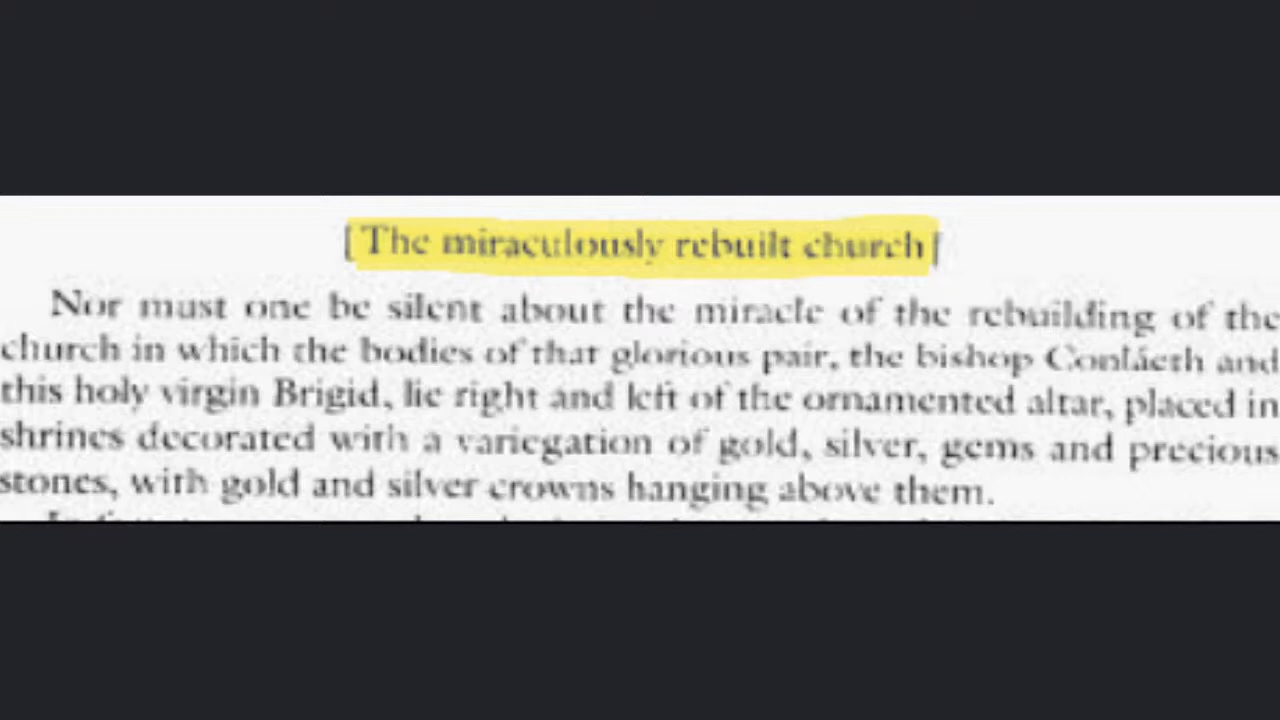 [The miraculously rebuilt church]
Nor must one be silent about the miracle of the rebuilding of the
church in which the bodies of that glorious pair, the bishop Conláeth and
this holy virgin Brigid, lie right and left of the ornamented altar, placed in
shrines decorated with a variegation of gold, silver, gems and precious
stones, with gold and silver crowns hanging above them.